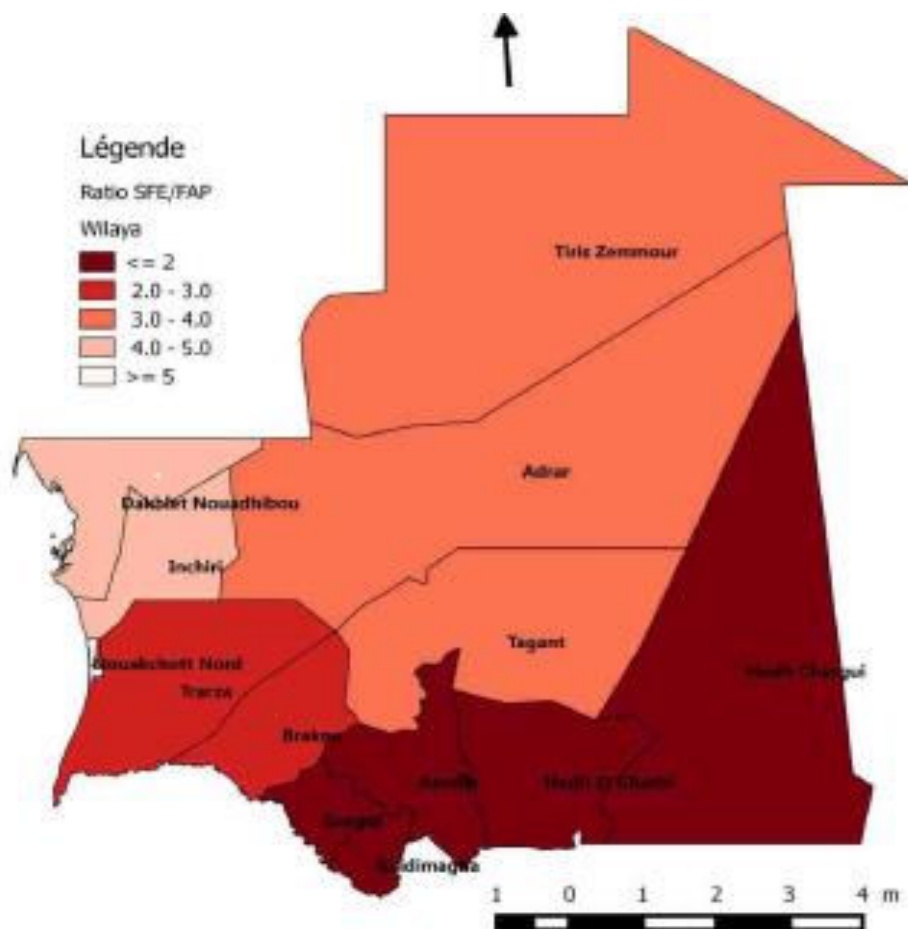 Légende
Ratio SFE/FAP
Wilaya
<= 2
2.0 - 3.0
3.0 - 4.0
4.0 - 5.0
>= 5
Tiris Zemmour
Adrar
Dakhlet Nouadhibou
Inchiri
Tagant
Nouakchott Nord
Trarza
Hodh Chargui
Brakna
Assaba
Hodh El Gharbi
Gorgol
Guidimagha
1 0 1 2 3 4 m